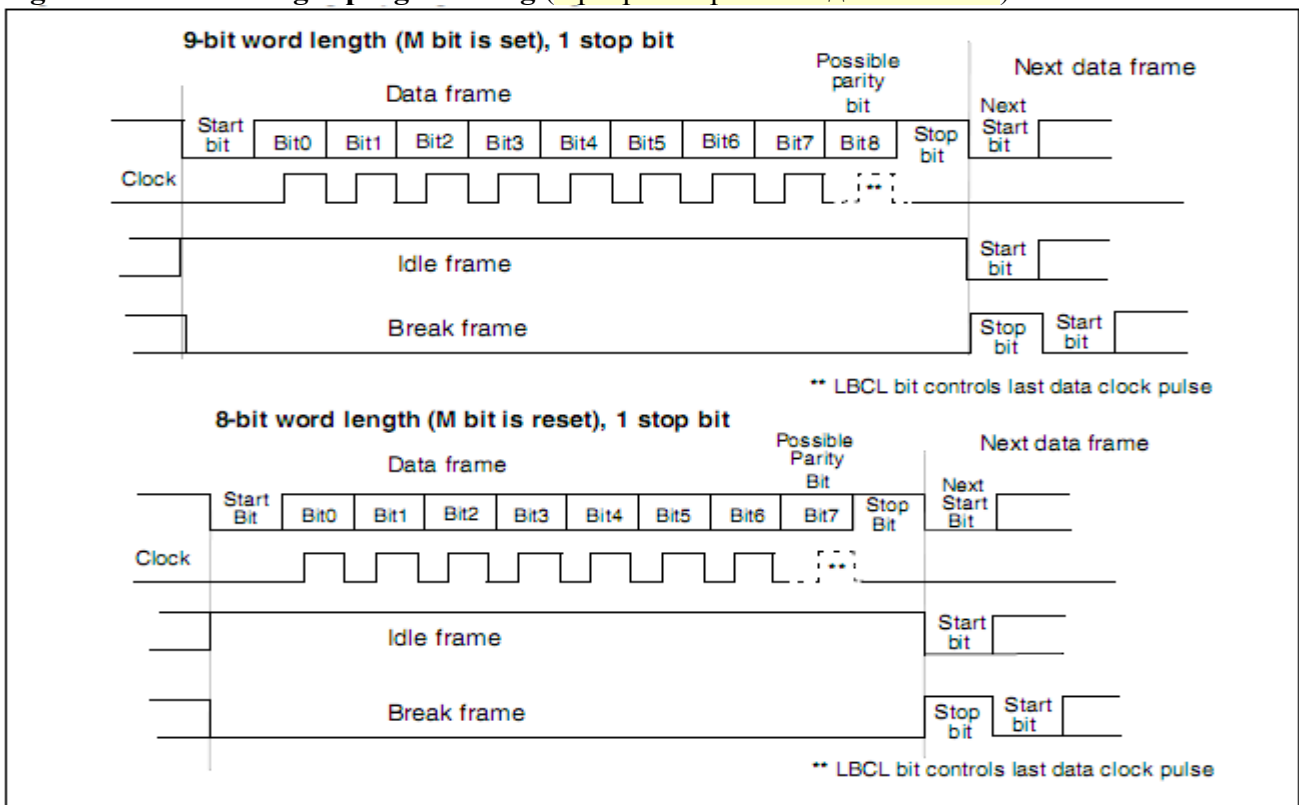 9-bit word length (M bit is set), 1 stop bit
Possible
parity
bit
Next data frame
Data frame
Start
bit
Bit0
Bit1
Bit2
Bit3
Bit4
Bit5
Bit6
Bit7
Bit8
Stop
bit
Next
Start
bit
Clock
**
Idle frame
Start
bit
Break frame
Stop
bit
Start
bit
** LBCL bit controls last data clock pulse
8-bit word length (M bit is reset), 1 stop bit
Possible
Parity
Bit
Next data frame
Data frame
Start
Bit
Bit0
Bit1
Bit2
Bit3
Bit4
Bit5
Bit6
Bit7
Stop
Bit
Next
Start
Bit
Clock
**
Idle frame
Start
bit
Break frame
Stop
bit
Start
bit
** LBCL bit controls last data clock pulse